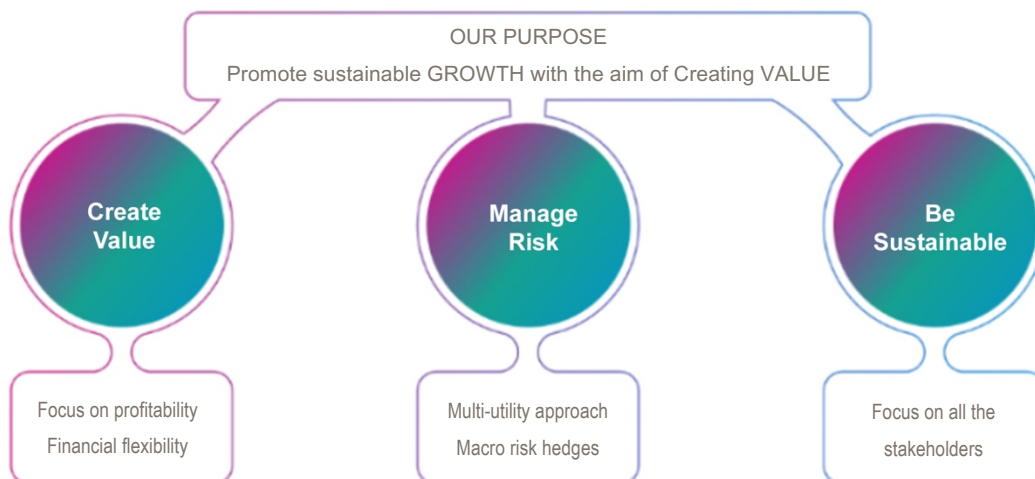 OUR PURPOSE
Promote sustainable GROWTH with the aim of Creating VALUE
Create
Value
Manage
Risk
Be
Sustainable
Focus on profitability
Financial flexibility
Multi-utility approach
Macro risk hedges
Focus on all the
stakeholders